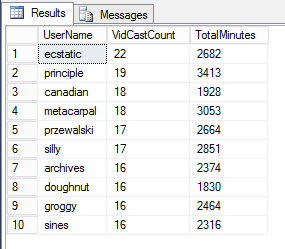 Results Messages
UserName VidCastCount TotalMinutes
1 ecstatic 22 2682
2 principle 19 3413
3 canadian 18 1928
4 metacarpal 18 3053
5 przewalski 17 2664
6 silly 17 2851
7 archives 16 2374
8 doughnut 16 1830
9 groggy 16 2464
10 sines 16 2316